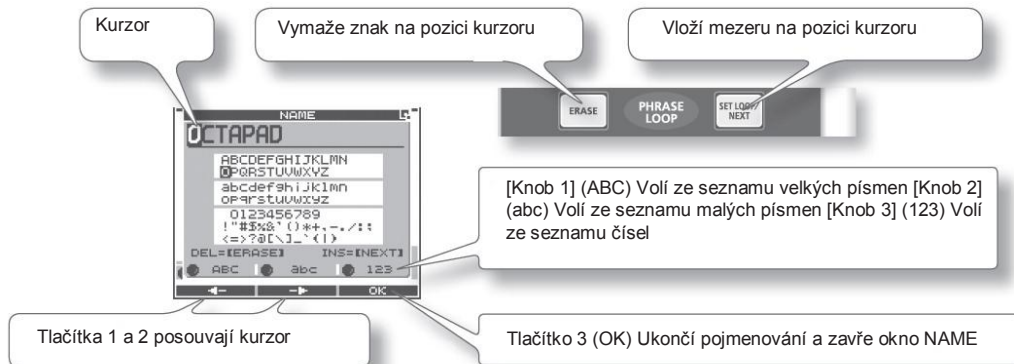 Kurzor
Vymaže znak na pozici kurzoru
Vloží mezeru na pozici kurzoru
ERASE
PHRASE
LOOP
SET LOOP/
NEXT
NAME
OCTAPAD
ABCDEFGHIJKLMN
OPQRSTUVWXYZ
abcdefghijklmn
opqrstuvwxyz
0123456789
!"#$%&'()*+,-./:;
<=>?@[\]_`{|}
DEL=[ERASE] INS=[NEXT]
ABC abc 123
OK
[Knob 1] (ABC) Volí ze seznamu velkých písmen [Knob 2]
(abc) Volí ze seznamu malých písmen [Knob 3] (123) Volí
ze seznamu čísel
Tlačítka 1 a 2 posouvají kurzor
Tlačítko 3 (OK) Ukončí pojmenování a zavře okno NAME